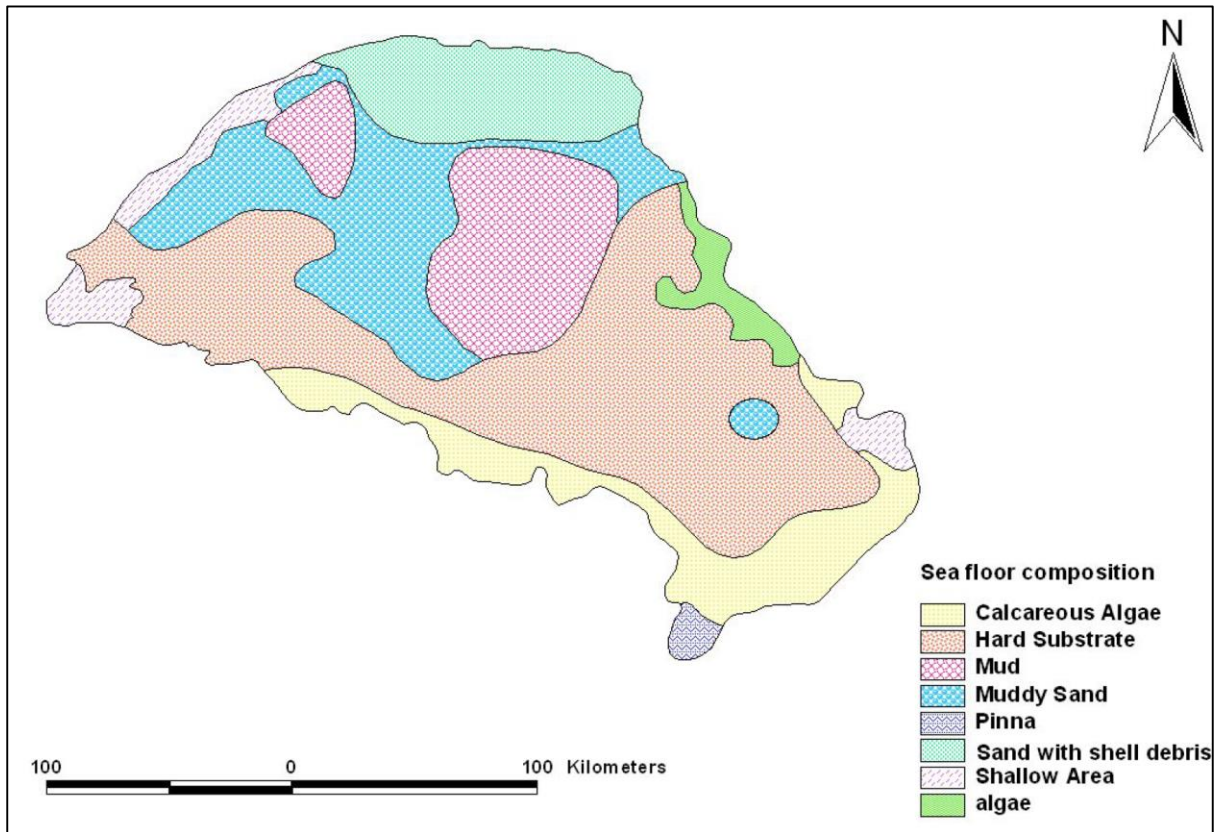 N
Sea floor composition
Calcareous Algae
Hard Substrate
Mud
Muddy Sand
Pinna
Sand with shell debris
Shallow Area
algae
100 0 100 Kilometers